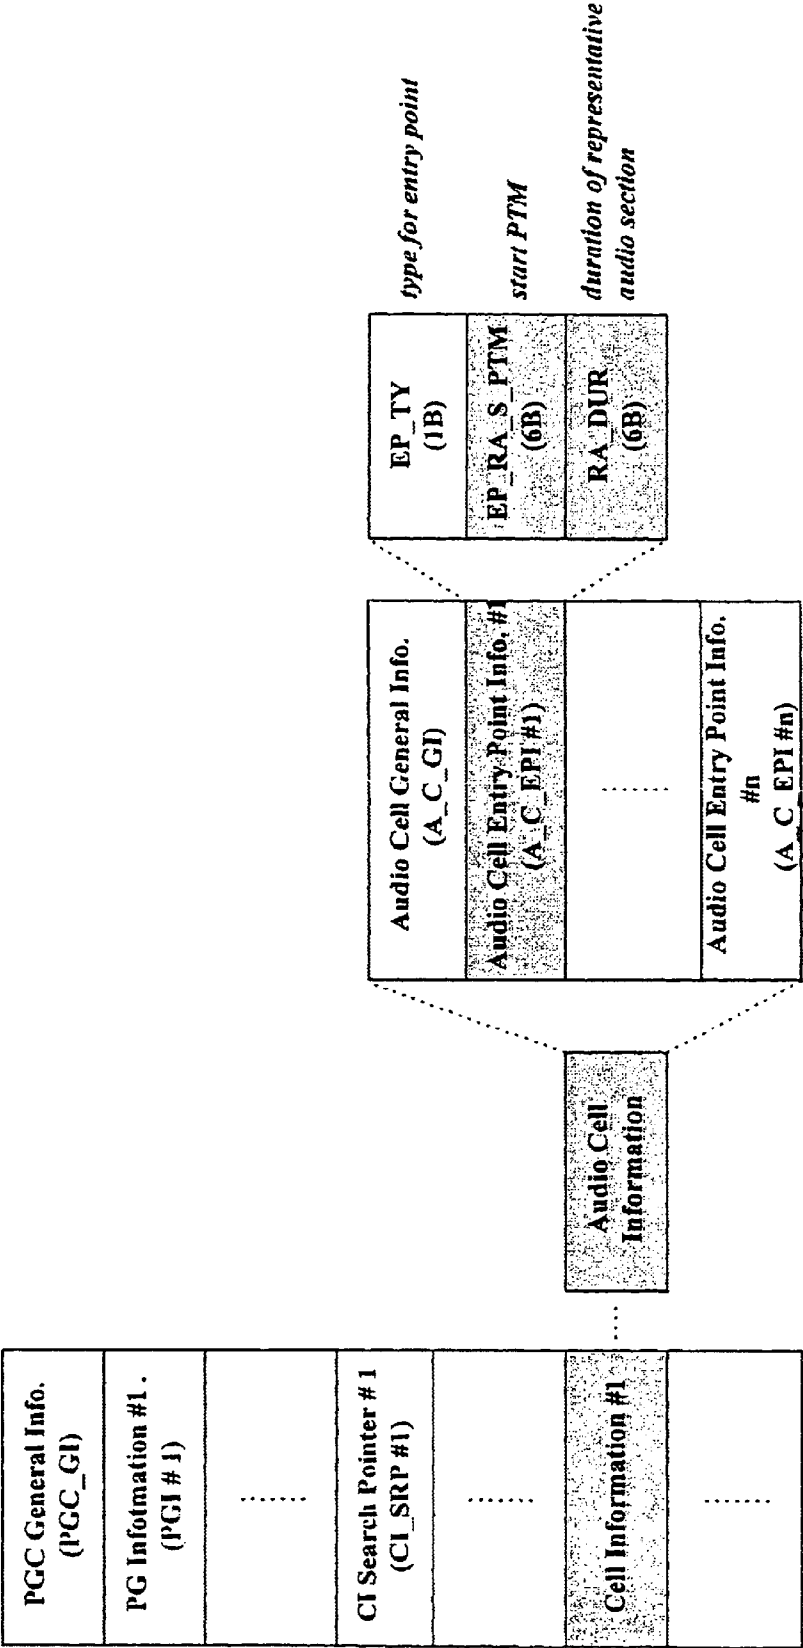 PGC General Info.
(PGC_GI)
PG Infotmation #1.
(PGI # 1)
CI Search Pointer # 1
(CI_SRP #1)
Cell Information #1
Audio Cell
Information
Audio Cell General Info.
(A_C_GI)
Audio Cell Entry Point Info. #1
(A_C_EPI #1)
Audio Cell Entry Point Info.
#n
(A_C_EPI #n)
EP_TY
(1B)
EP_RA_S_PTM
(6B)
RA_DUR
(6B)
type for entry point
start PTM
duration of representative
audio section